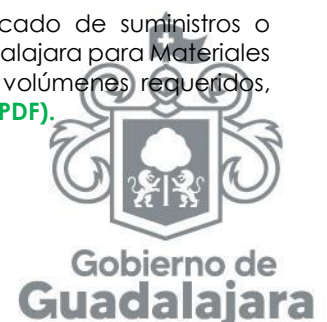 cado de suministros o
alajara para Materiales
volúmenes requeridos,
PDF).
Gobierno de
Guadalajara